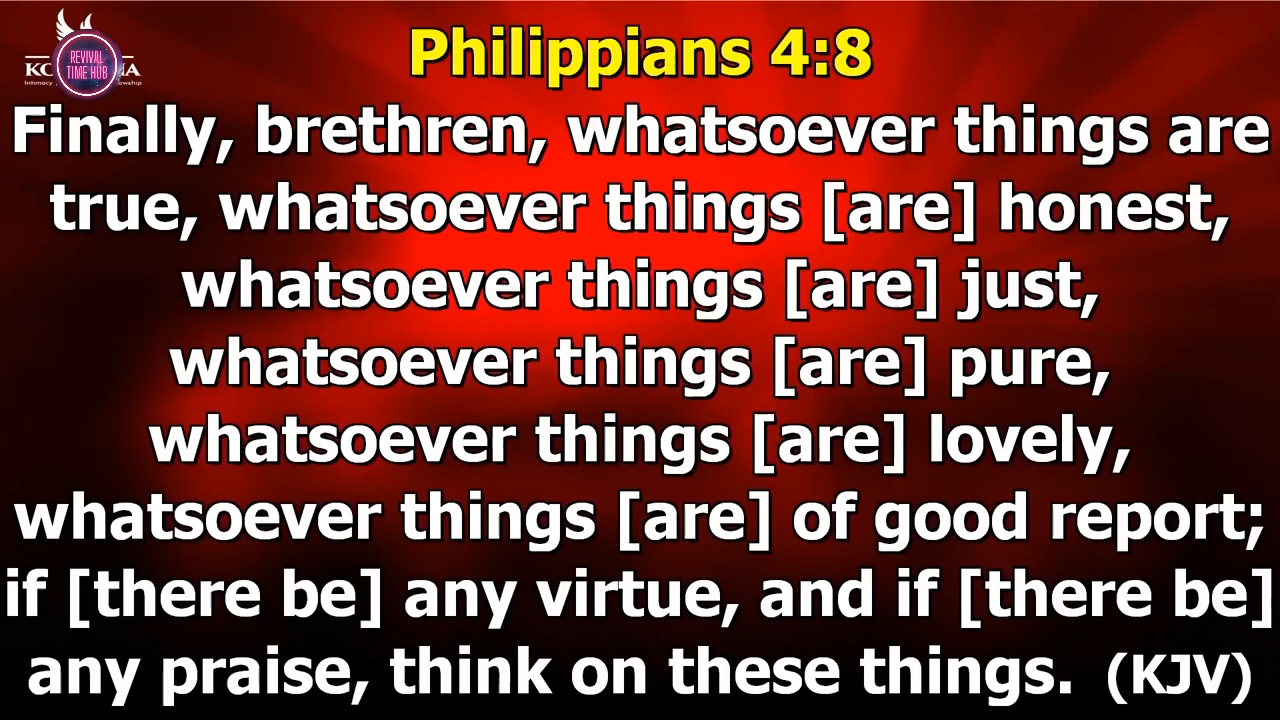 REVIVAL
TIME HUB
Philippians 4:8
Finally, brethren, whatsoever things are
true, whatsoever things [are] honest,
whatsoever things [are] just,
whatsoever things [are] pure,
whatsoever things [are] lovely,
whatsoever things [are] of good report;
if [there be] any virtue, and if [there be]
any praise, think on these things. (KJV)